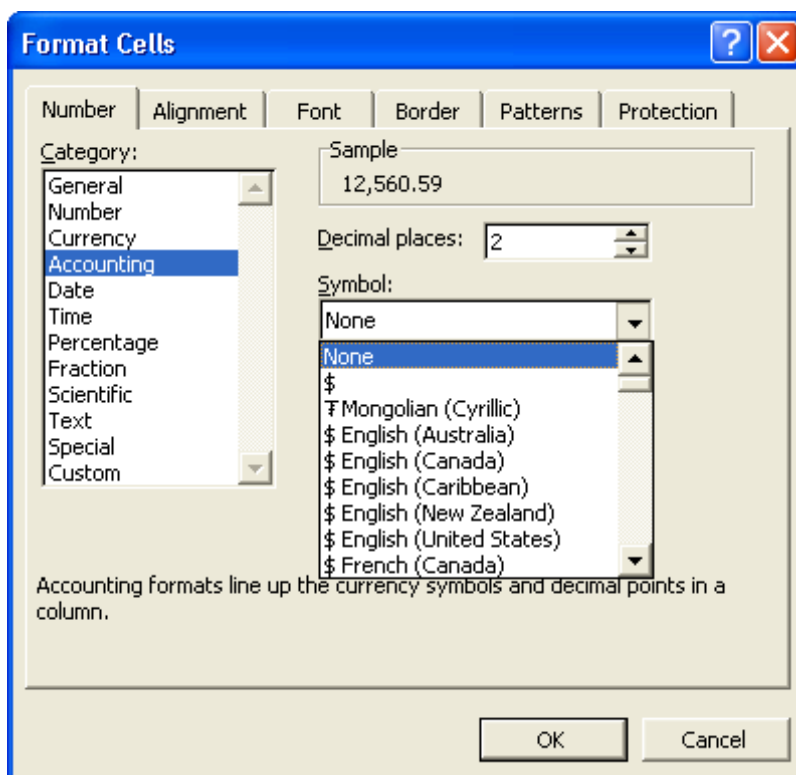 Format Cells
Number Alignment Font Border Patterns Protection
Category:
General
Number
Currency
Accounting
Date
Time
Percentage
Fraction
Scientific
Text
Special
Custom
Sample
12,560.59
Decimal places: 2
Symbol:
None
None
$
₮ Mongolian (Cyrillic)
$ English (Australia)
$ English (Canada)
$ English (Caribbean)
$ English (New Zealand)
$ English (United States)
$ French (Canada)
Accounting formats line up the currency symbols and decimal points in a
column.
OK Cancel